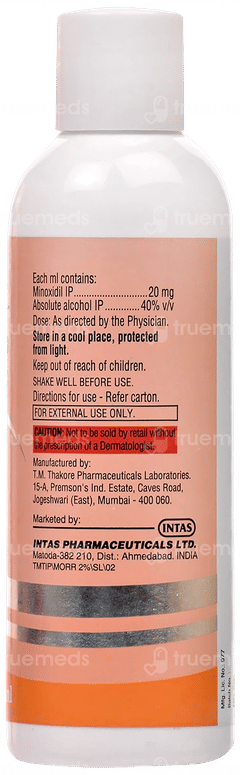 Each ml contains:
Minoxidil IP..........................20 mg
Absolute alcohol IP............40% v/v
Dose: As directed by the Physician.
Store in a cool place, protected
from light.
Keep out of reach of children.
SHAKE WELL BEFORE USE.
Directions for use - Refer carton.
FOR EXTERNAL USE ONLY.
CAUTION: Not to be sold by retail without
the prescription of a Dermatologist.
Manufactured by:
T.M. Thakore Pharmaceuticals Laboratories.
15-A, Premson's Ind. Estate, Caves Road,
Jogeshwari (East), Mumbai - 400 060.
Marketed by:
INTAS
INTAS PHARMACEUTICALS LTD.
Matoda-382 210, Dist.: Ahmedabad. INDIA
TMTIP\MORR 2%\SL\02
Mfg. Lic. No.: 977
truemeds